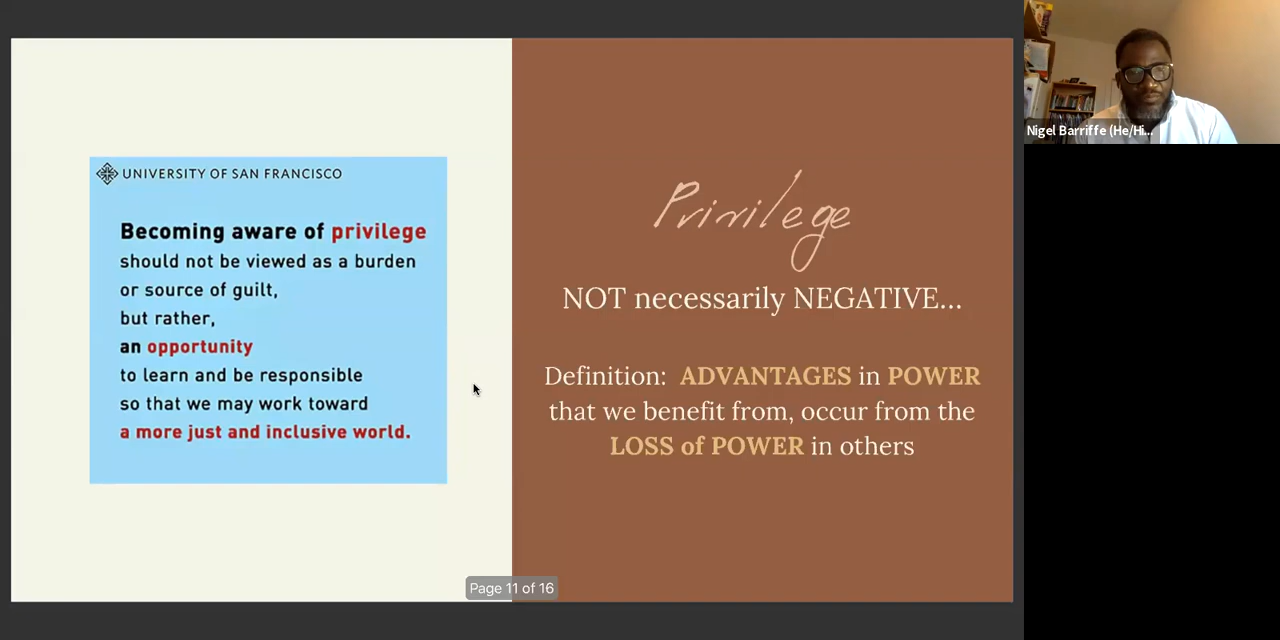 UNIVERSITY OF SAN FRANCISCO
Becoming aware of privilege
should not be viewed as a burden
or source of guilt,
but rather,
an opportunity
to learn and be responsible
so that we may work toward
a more just and inclusive world.
Privilege
NOT necessarily NEGATIVE...
Definition: ADVANTAGES in POWER
that we benefit from, occur from the
LOSS of POWER in others
Page 11 of 16
Nigel Barriffe (He/Hi...